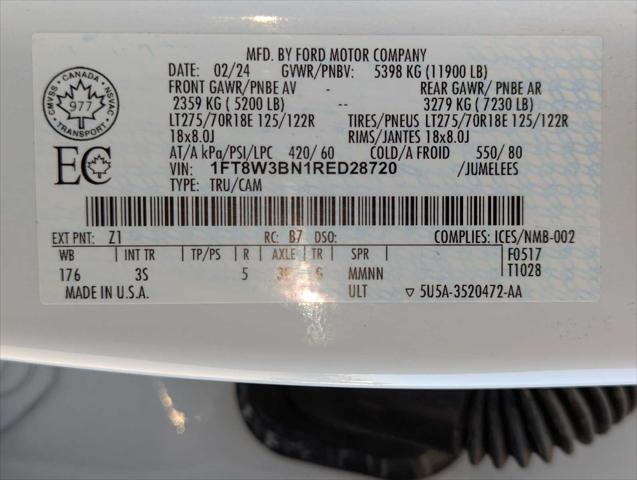 MFD. BY FORD MOTOR COMPANY
DATE: 02/24 GVWR/PNBV: 5398 KG (11900 LB)
FRONT GAWR/PNBE AV - REAR GAWR/ PNBE AR
2359 KG ( 5200 LB) -- 3279 KG ( 7230 LB)
LT275/70R18E 125/122R TIRES/PNEUS LT275/70R18E 125/122R
18x8.0J RIMS/JANTES 18x8.0J
AT/A kPa/PSI/LPC 420/ 60 COLD/A FROID 550/ 80
1FT8W3BN1RED28720 /JUMELEES
TYPE: TRU/CAM
CMVSS · CANADA · NSVAC · TRANSPORT
977
EC
EXT PNT: Z1 RC: B7 DSO: COMPLIES: ICES/NMB-002
WB INT TR TP/PS R AXLE TR SPR F0517
176 3S 5 6 MMNN T1028
MADE IN U.S.A. ULT 5U5A-3520472-AA